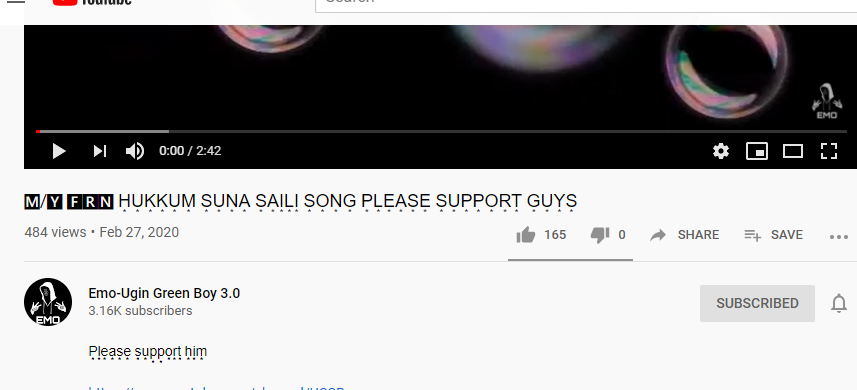 YouTube
Search
EMO
0:00 / 2:42
M/Y FRN HUKKUM SUNA SAILI SONG PLEASE SUPPORT GUYS
484 views • Feb 27, 2020
165 0 SHARE SAVE
EMO
Emo-Ugin Green Boy 3.0
3.16K subscribers
SUBSCRIBED
Please support him